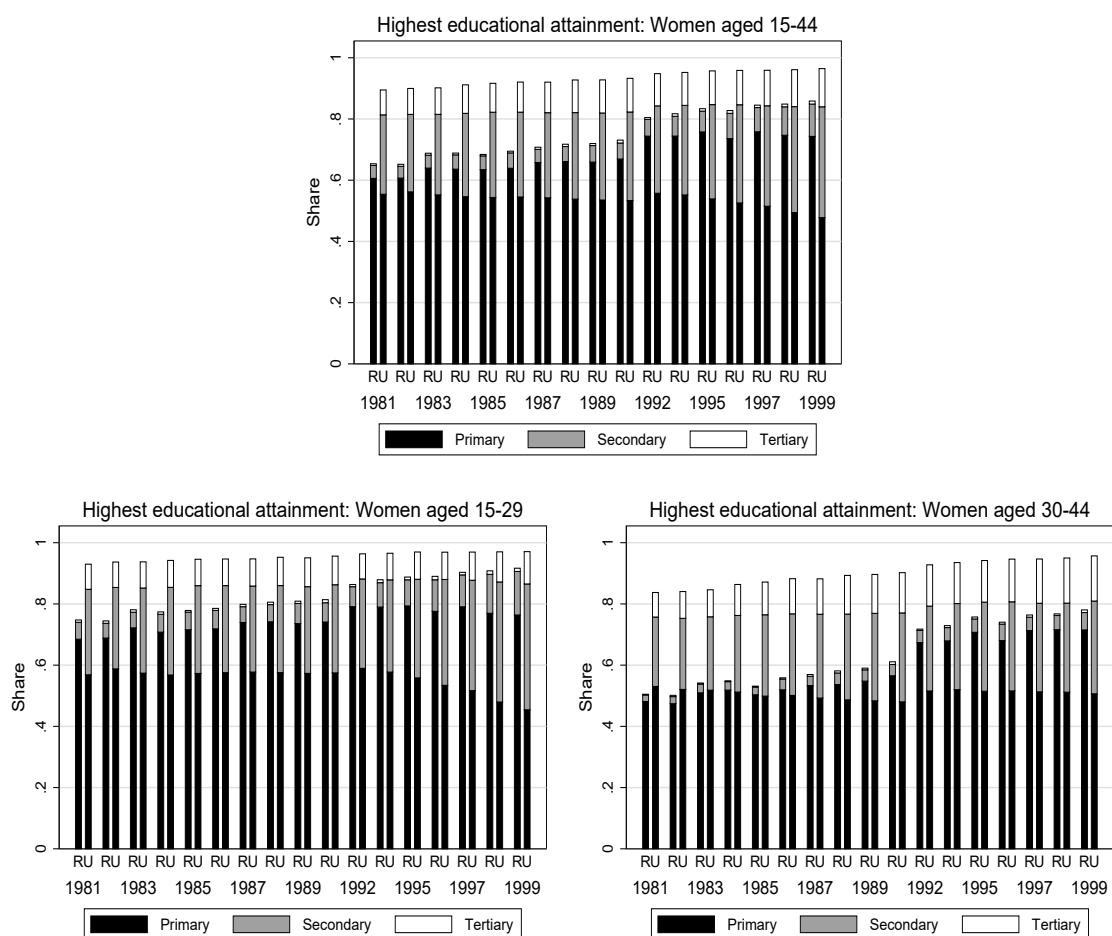 Highest educational attainment: Women aged 15-44
Share
1
.8
.6
.4
.2
0
RU RU RU RU RU RU RU RU RU RU RU RU RU RU RU RU RU
1981 1983 1985 1987 1989 1992 1995 1997 1999
Primary Secondary Tertiary
Highest educational attainment: Women aged 15-29
Share
1
.8
.6
.4
.2
0
RU RU RU RU RU RU RU RU RU RU RU RU RU RU RU RU RU
1981 1983 1985 1987 1989 1992 1995 1997 1999
Primary Secondary Tertiary
Highest educational attainment: Women aged 30-44
Share
1
.8
.6
.4
.2
0
RU RU RU RU RU RU RU RU RU RU RU RU RU RU RU RU RU
1981 1983 1985 1987 1989 1992 1995 1997 1999
Primary Secondary Tertiary